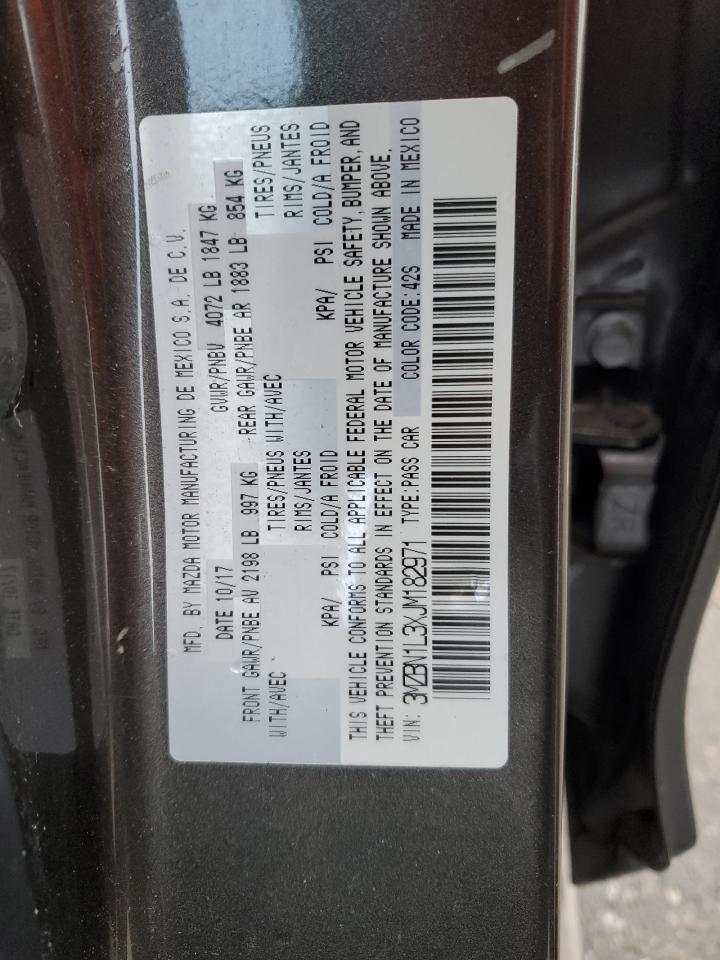 MFD. BY MAZDA MOTOR MANUFACTURING DE MEXICO S.A. DE C.V.
DATE 10/17 GVWR/PNBV 4072 LB 1847 KG
FRONT GAWR/PNBE AV 2198 LB 997 KG REAR GAWR/PNBE AR 1883 LB 854 KG
WITH/AVEC TIRES/PNEUS WITH/AVEC TIRES/PNEUS
RIMS/JANTES RIMS/JANTES
KPA/ PSI COLD/A FROID KPA/ PSI COLD/A FROID
THIS VEHICLE CONFORMS TO ALL APPLICABLE FEDERAL MOTOR VEHICLE SAFETY, BUMPER, AND
THEFT PREVENTION STANDARDS IN EFFECT ON THE DATE OF MANUFACTURE SHOWN ABOVE.
VIN: 3MZBN1L3XJM182971 TYPE:PASS CAR COLOR CODE:42S MADE IN MEXICO